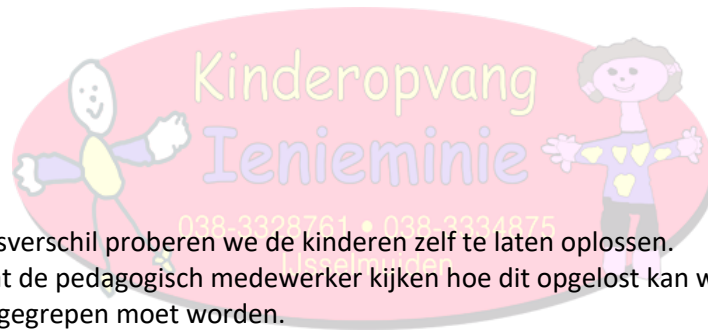 Kinderopvang
Ienieminie
038-3328761 • 038-3334875
IJsselmuiden
sverschil proberen we de kinderen zelf te laten oplossen.
t de pedagogisch medewerker kijken hoe dit opgelost kan w
gegrepen moet worden.